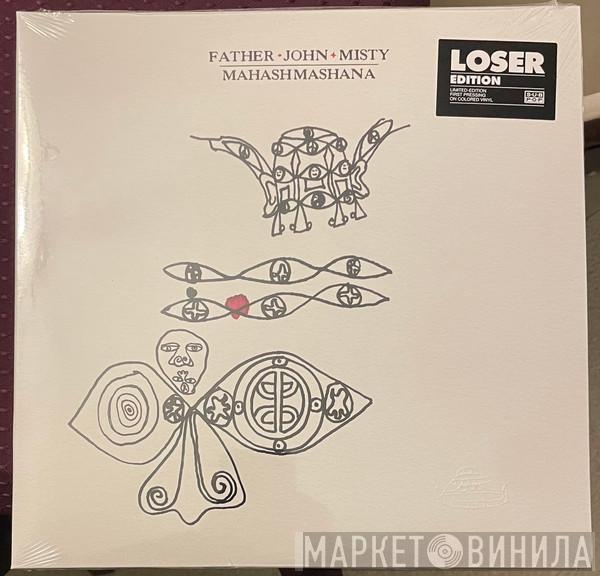 FATHER · JOHN · MISTY
MAHASHMASHANA
LOSER
EDITION
LIMITED-EDITION
FIRST PRESSING
ON COLORED VINYL
SUB
POP
МАРКЕТ ВИНИЛА